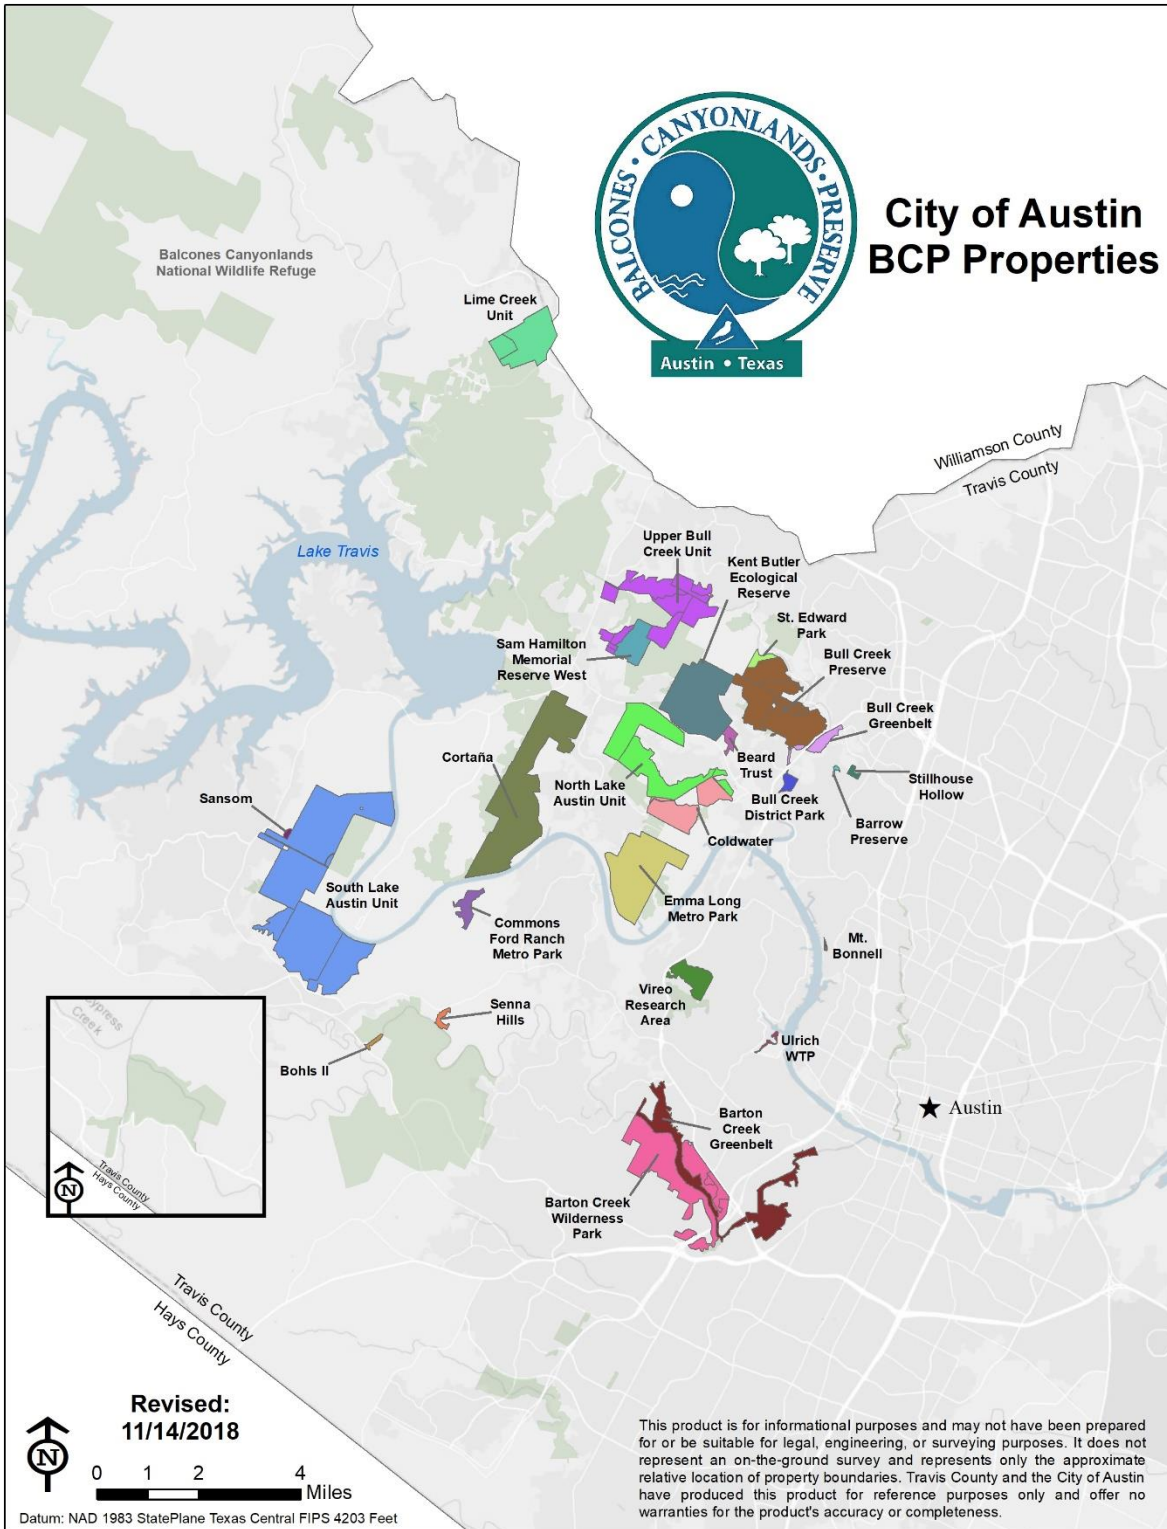 BALCONES • CANYONLANDS • PRESERVE
Austin • Texas
City of Austin
BCP Properties
Balcones Canyonlands
National Wildlife Refuge
Lime Creek
Unit
Williamson County
Travis County
Lake Travis
Upper Bull
Creek Unit
Kent Butler
Ecological
Reserve
St. Edward
Park
Sam Hamilton
Memorial
Reserve West
Bull Creek
Preserve
Bull Creek
Greenbelt
Cortaña
Beard
Trust
North Lake
Austin Unit
Stillhouse
Hollow
Sansom
Bull Creek
District Park
Barrow
Preserve
Coldwater
South Lake
Austin Unit
Emma Long
Metro Park
Commons
Ford Ranch
Metro Park
Mt.
Bonnell
Vireo
Research
Area
Senna
Hills
Ulrich
WTP
Bohls II
Cypress
Creek
Travis County
Hays County
N
Barton
Creek
Greenbelt
Austin
Barton Creek
Wilderness
Park
Travis County
Hays County
Revised:
11/14/2018
N
0 1 2 4
Miles
Datum: NAD 1983 StatePlane Texas Central FIPS 4203 Feet
This product is for informational purposes and may not have been prepared
for or be suitable for legal, engineering, or surveying purposes. It does not
represent an on-the-ground survey and represents only the approximate
relative location of property boundaries. Travis County and the City of Austin
have produced this product for reference purposes only and offer no
warranties for the product's accuracy or completeness.